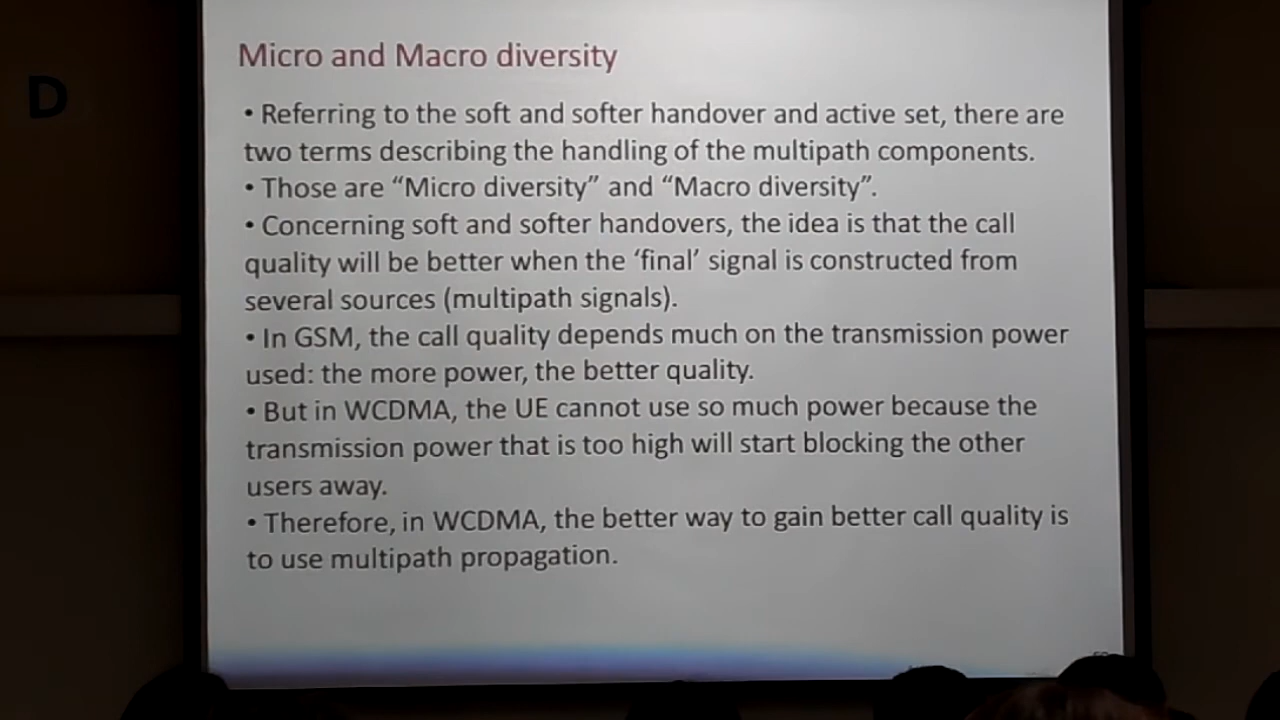 D
Micro and Macro diversity
• Referring to the soft and softer handover and active set, there are
two terms describing the handling of the multipath components.
• Those are “Micro diversity” and “Macro diversity”.
• Concerning soft and softer handovers, the idea is that the call
quality will be better when the ‘final’ signal is constructed from
several sources (multipath signals).
• In GSM, the call quality depends much on the transmission power
used: the more power, the better quality.
• But in WCDMA, the UE cannot use so much power because the
transmission power that is too high will start blocking the other
users away.
• Therefore, in WCDMA, the better way to gain better call quality is
to use multipath propagation.